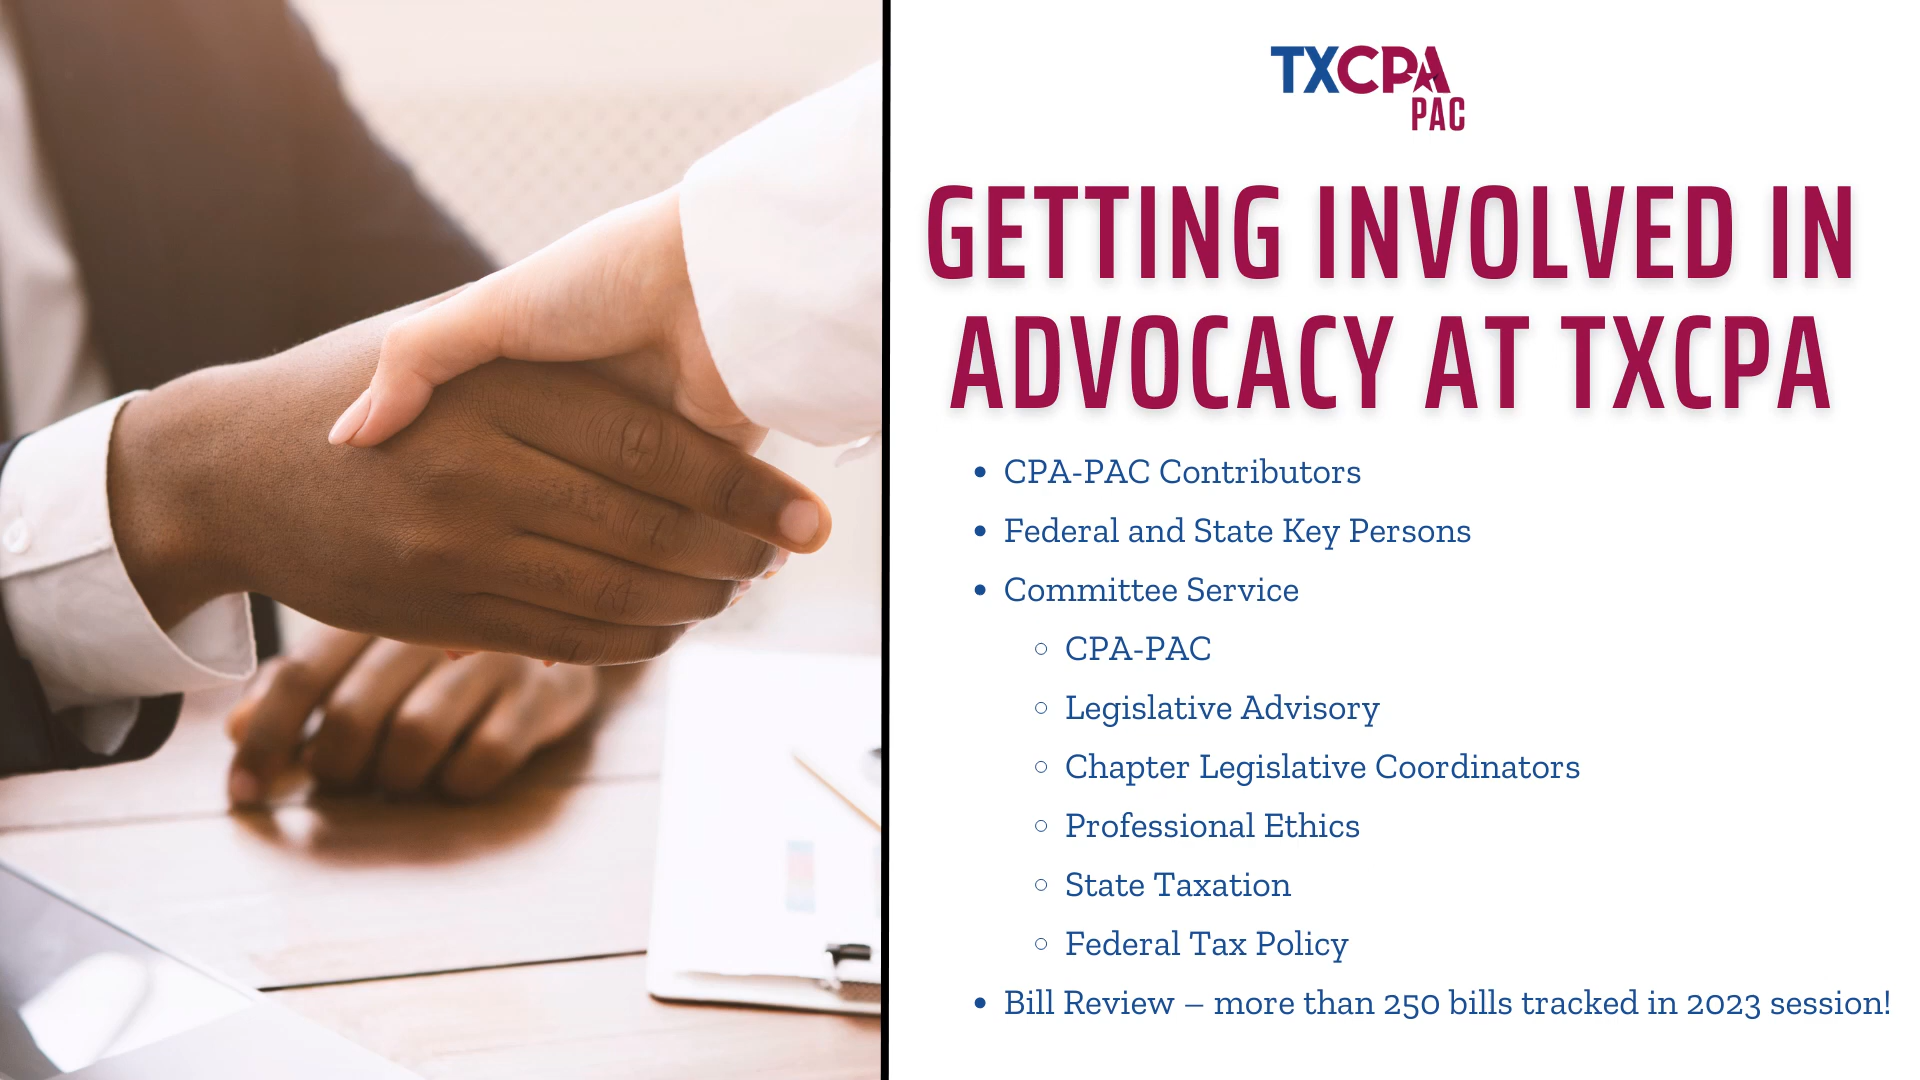 TXCPA
PAC
GETTING INVOLVED IN
ADVOCACY AT TXCPA
• CPA-PAC Contributors
• Federal and State Key Persons
• Committee Service
○ CPA-PAC
○ Legislative Advisory
○ Chapter Legislative Coordinators
○ Professional Ethics
○ State Taxation
○ Federal Tax Policy
• Bill Review – more than 250 bills tracked in 2023 session!